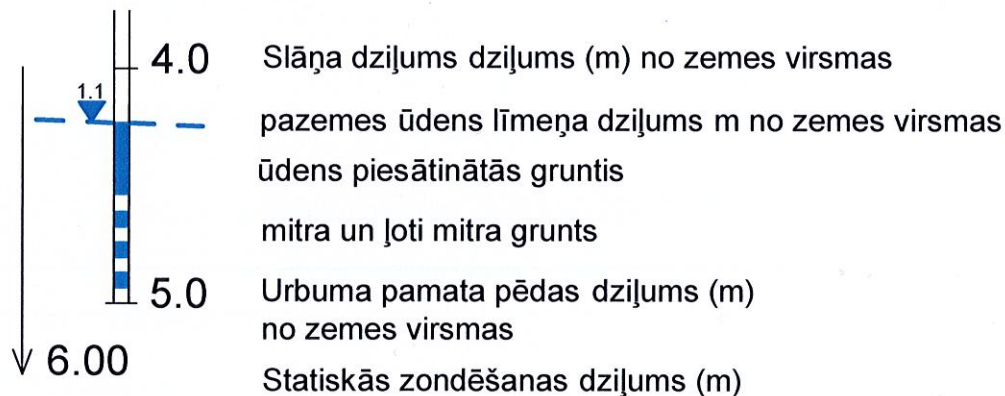 4.0 Slāņa dziļums dziļums (m) no zemes virsmas
1.1 pazemes ūdens līmeņa dziļums m no zemes virsmas
ūdens piesātinātās gruntis
mitra un ļoti mitra grunts
5.0 Urbuma pamata pēdas dziļums (m)
no zemes virsmas
6.00 Statiskās zondēšanas dziļums (m)